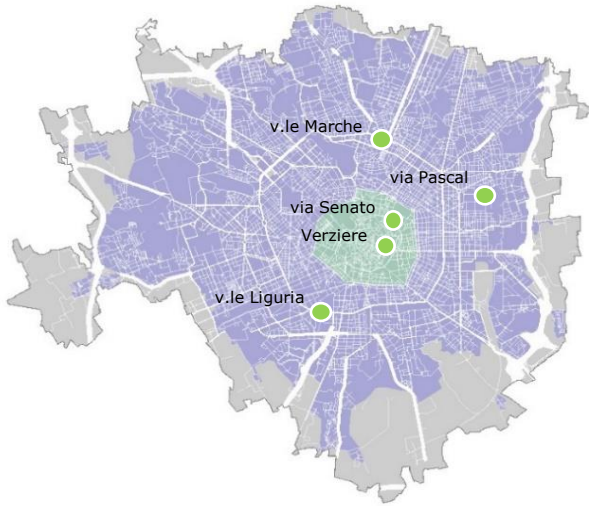 v.le Marche
via Pascal
via Senato
Verziere
v.le Liguria